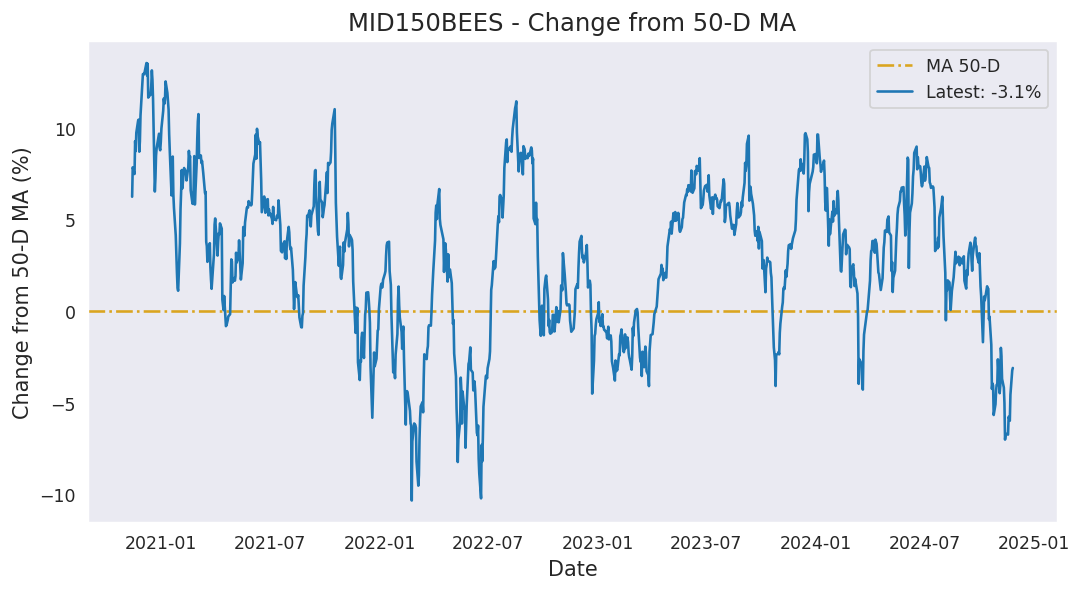 MID150BEES - Change from 50-D MA
MA 50-D
Latest: -3.1%
Change from 50-D MA (%)
10
5
0
−5
−10
2021-01
2021-07
2022-01
2022-07
2023-01
2023-07
2024-01
2024-07
2025-01
Date